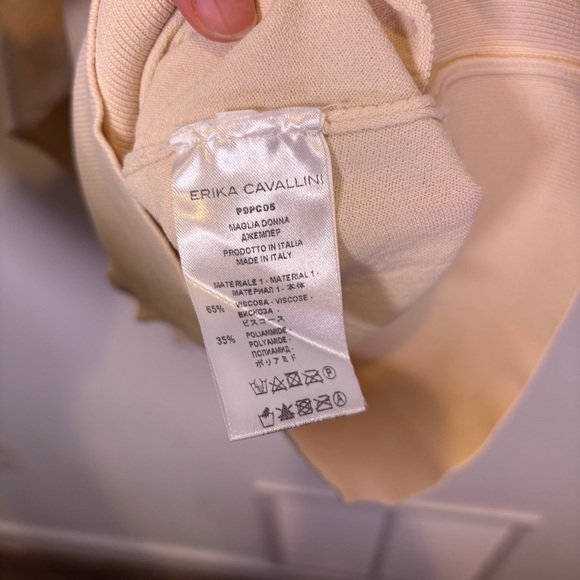 ERIKA CAVALLINI
P9PC05
MAGLIA DONNA
ДЖЕМПЕР
PRODOTTO IN ITALIA
MADE IN ITALY
MATERIALE 1 - MATERIAL 1 -
МАТЕРИАЛ 1 - 本体
65% VISCOSA - VISCOSE -
ВИСКОЗА -
ビスコース
35% POLIAMMIDE -
POLYAMIDE -
ПОЛИАМИД -
ポリアミド
P
A